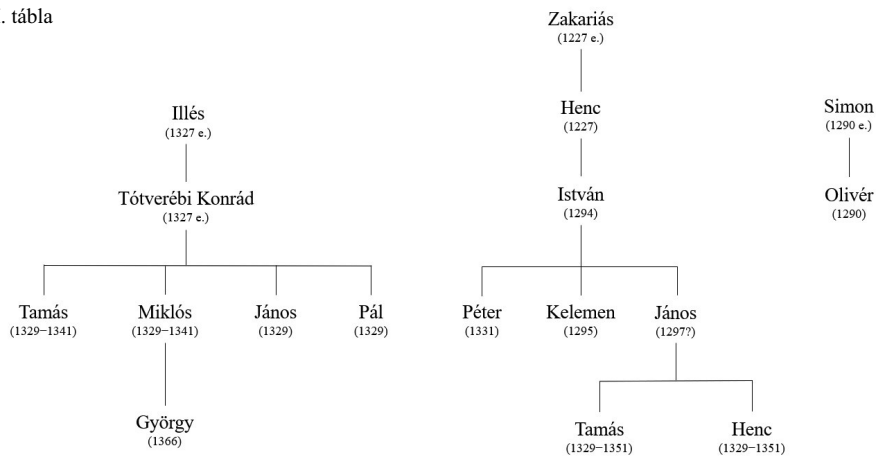 . tábla
Zakariás
(1227 e.)
Illés
(1327 e.)
Henc
(1227)
Simon
(1290 e.)
Tótverébi Konrád
(1327 e.)
István
(1294)
Olivér
(1290)
Tamás
(1329−1341)
Miklós
(1329−1341)
János
(1329)
Pál
(1329)
Péter
(1331)
Kelemen
(1295)
János
(1297?)
György
(1366)
Tamás
(1329−1351)
Henc
(1329−1351)